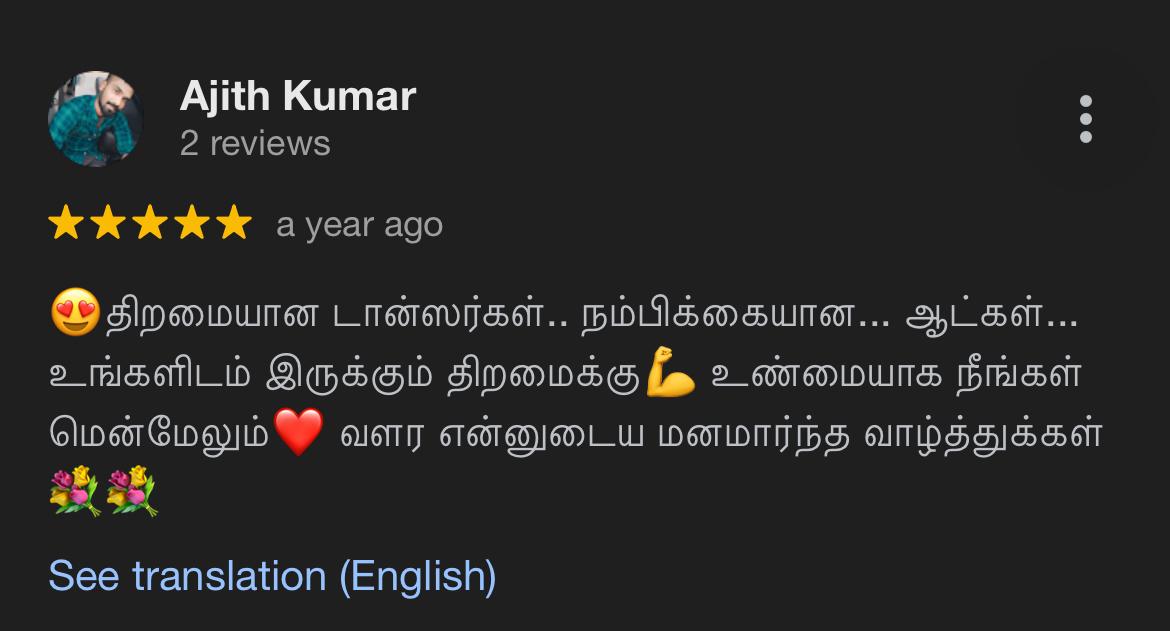 Ajith Kumar
2 reviews
★★★★★ a year ago
😍திறமையான டான்ஸர்கள்.. நம்பிக்கையான... ஆட்கள்...
உங்களிடம் இருக்கும் திறமைக்கு💪 உண்மையாக நீங்கள்
மென்மேலும்❤️ வளர என்னுடைய மனமார்ந்த வாழ்த்துக்கள்
💐💐
See translation (English)